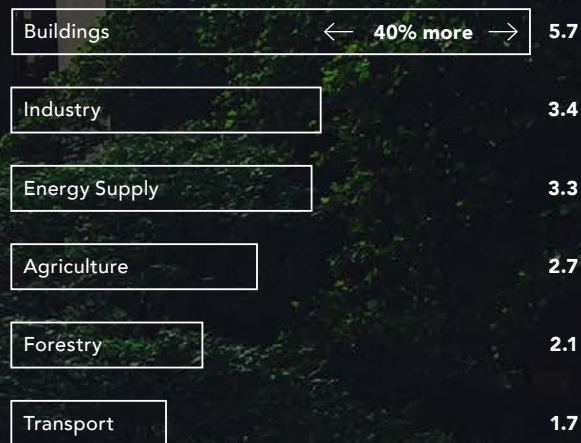 Buildings ← 40% more → 5.7
Industry 3.4
Energy Supply 3.3
Agriculture 2.7
Forestry 2.1
Transport 1.7